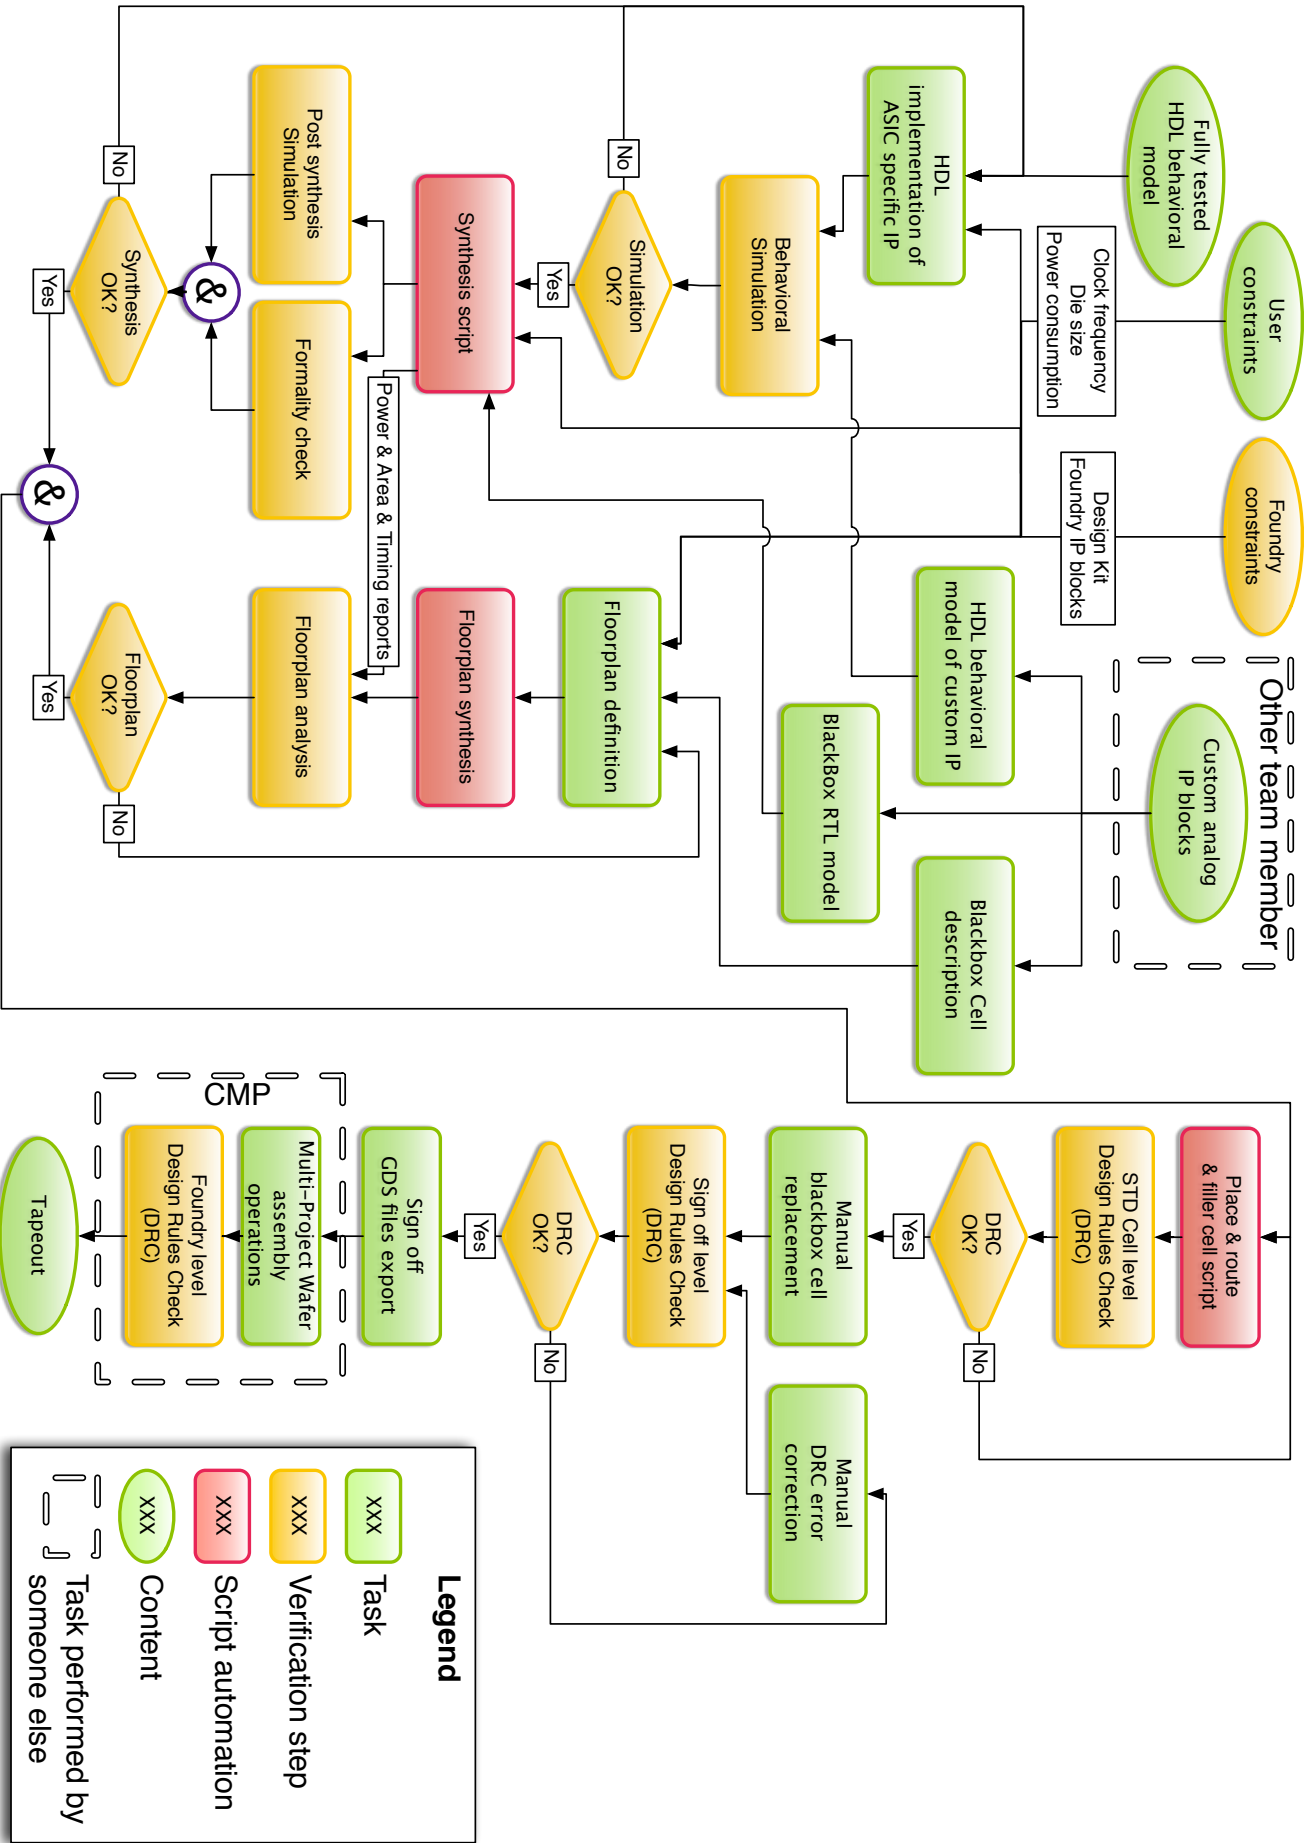 Fully tested
HDL behavioral
model
User
constraints
Foundry
constraints
Other team member
Custom analog
IP blocks
Clock frequency
Die size
Power consumption
Design Kit
Foundry IP blocks
HDL
implementation of
ASIC specific IP
HDL behavioral
model of custom IP
Blackbox Cell
description
Behavioral
Simulation
BlackBox RTL model
Simulation
OK?
No
Yes
Floorplan definition
Synthesis script
Floorplan synthesis
Power & Area & Timing reports
Post synthesis
Simulation
Formality check
Floorplan analysis
&
Synthesis
OK?
No
Yes
Floorplan
OK?
No
Yes
&
Place & route
& filler cell script
STD Cell level
Design Rules Check
(DRC)
DRC
OK?
No
Yes
Manual
blackbox cell
replacement
Manual
DRC error
correction
Sign off level
Design Rules Check
(DRC)
DRC
OK?
No
Yes
Sign off
GDS files export
CMP
Multi-Project Wafer
assembly
operations
Foundry level
Design Rules Check
(DRC)
Tapeout
Legend
XXX
Task
XXX
Verification step
XXX
Script automation
XXX
Content
Task performed by
someone else